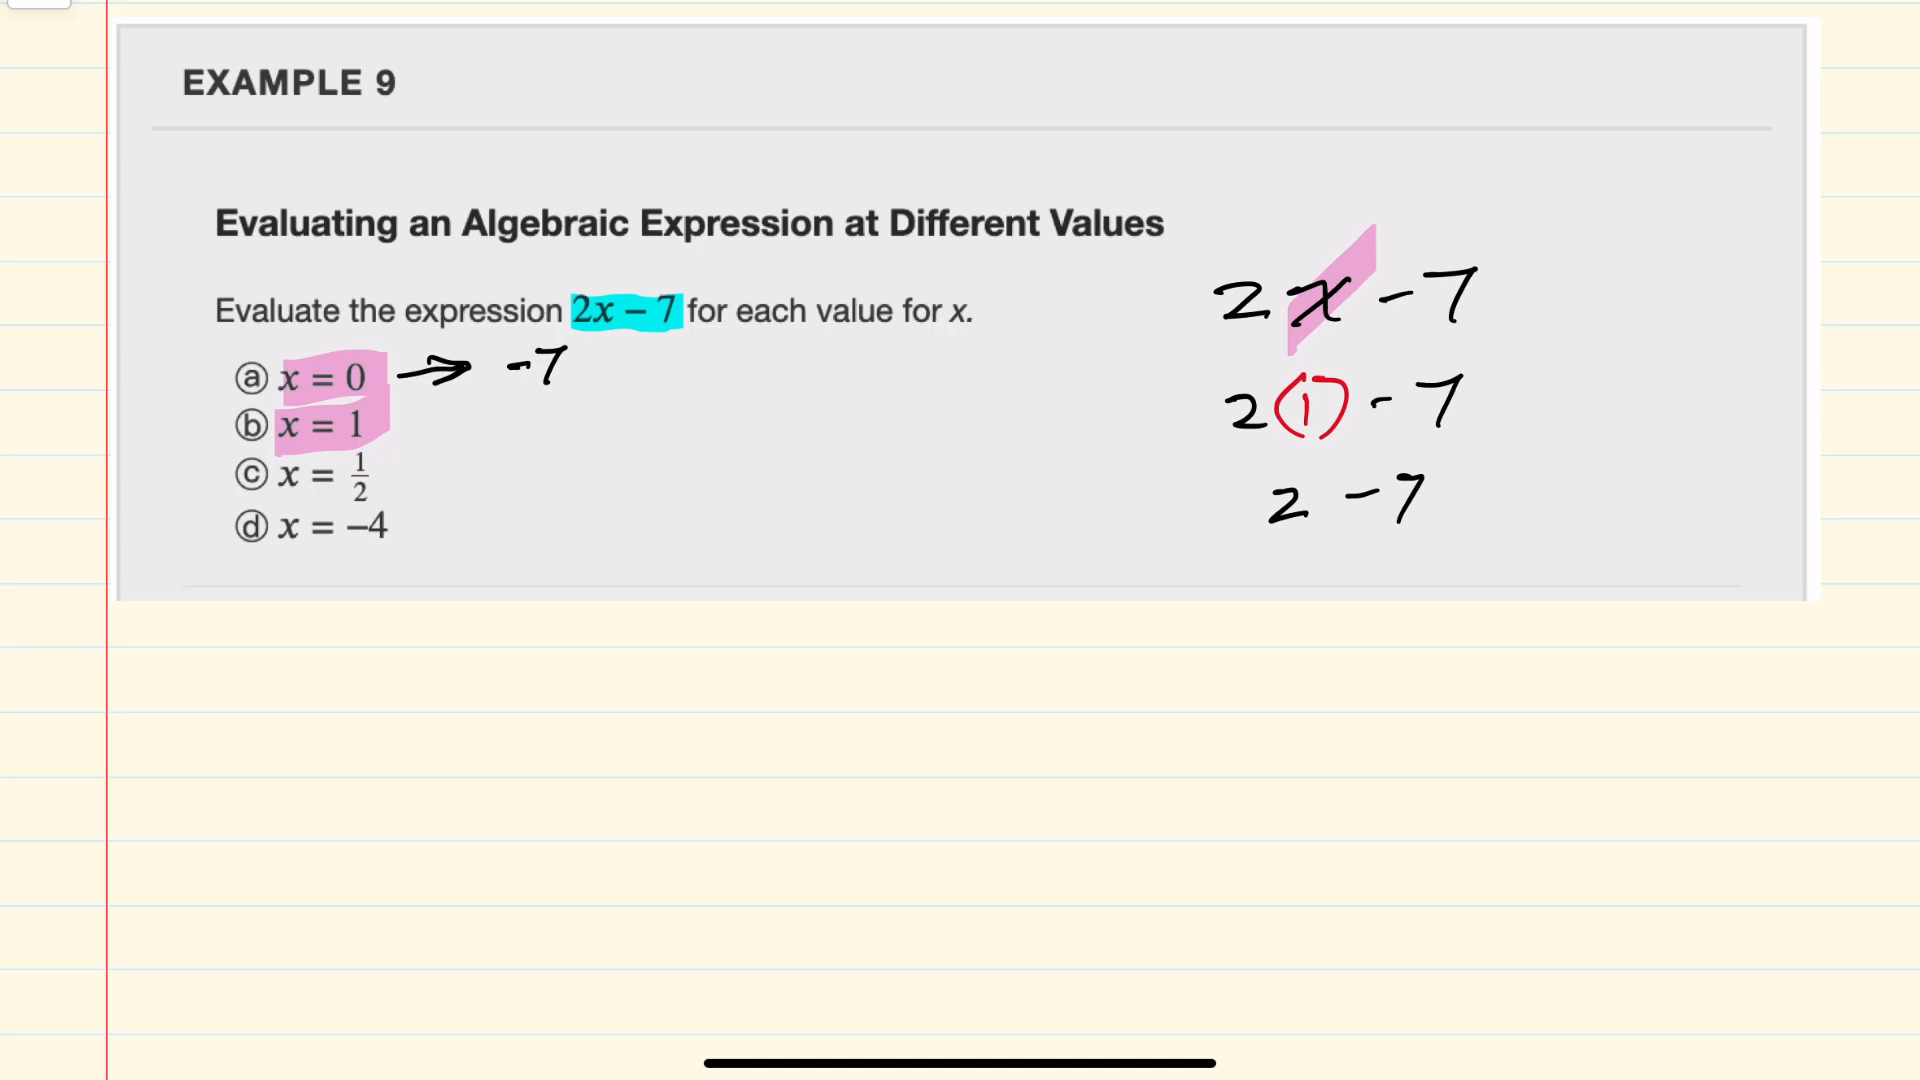 EXAMPLE 9
Evaluating an Algebraic Expression at Different Values
Evaluate the expression 2x − 7 for each value for x.
ⓐ x = 0 → -7
ⓑ x = 1
ⓒ x = 1/2
ⓓ x = −4
2x - 7
2(1) - 7
2 - 7